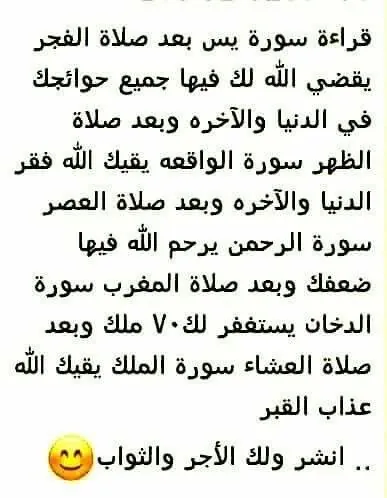 قراءة سورة يس بعد صلاة الفجر
يقضي الله لك فيها جميع حوائجك
في الدنيا والآخره وبعد صلاة
الظهر سورة الواقعه يقيك الله فقر
الدنيا والآخره وبعد صلاة العصر
سورة الرحمن يرحم الله فيها
ضعفك وبعد صلاة المغرب سورة
الدخان يستغفر لك٧٠ ملك وبعد
صلاة العشاء سورة الملك يقيك الله
عذاب القبر
.. انشر ولك الأجر والثواب😊